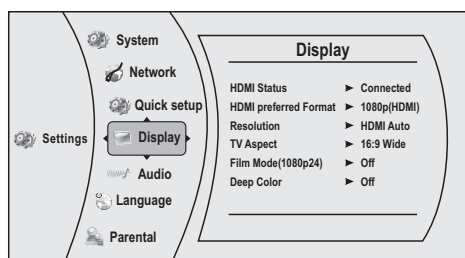 Settings
System
Network
Quick setup
Display
Audio
Language
Parental
Display
HDMI Status ► Connected
HDMI preferred Format ► 1080p(HDMI)
Resolution ► HDMI Auto
TV Aspect ► 16:9 Wide
Film Mode(1080p24) ► Off
Deep Color ► Off